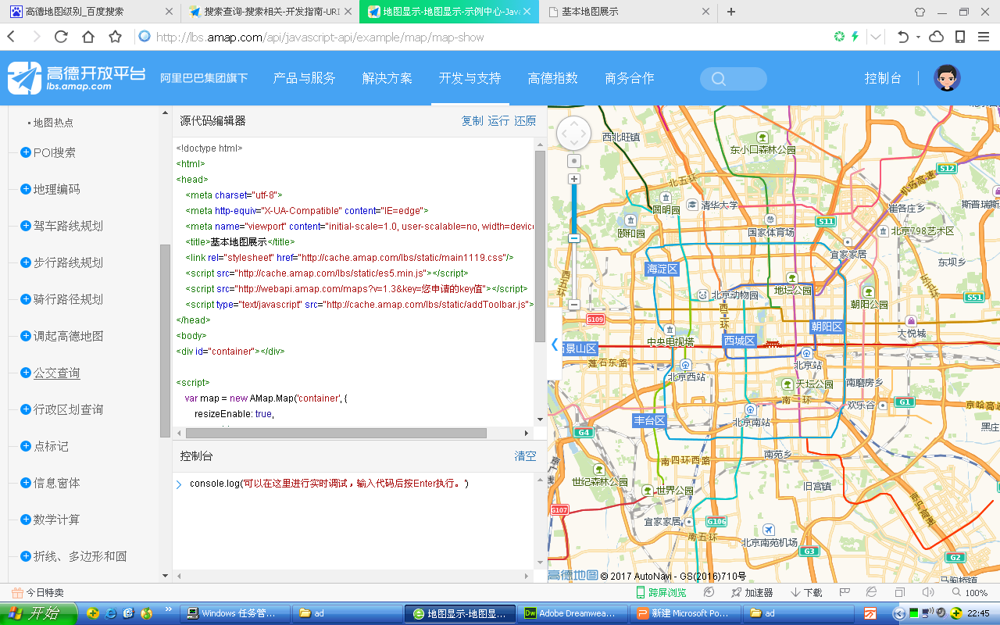 高德地图级别_百度搜索
搜索查询-搜索相关-开发指南-URI
地图显示-地图显示-示例中心-Java
基本地图展示
http://lbs.amap.com/api/javascript-api/example/map/map-show
高德开放平台
lbs.amap.com
阿里巴巴集团旗下
产品与服务
解决方案
开发与支持
高德指数
商务合作
控制台
地图热点
POI搜索
地理编码
驾车路线规划
步行路线规划
骑行路径规划
调起高德地图
公交查询
行政区划查询
点标记
信息窗体
数学计算
折线、多边形和圆
源代码编辑器
复制 运行 还原
<!doctype html>
<html>
<head>
<meta charset="utf-8">
<meta http-equiv="X-UA-Compatible" content="IE=edge">
<meta name="viewport" content="initial-scale=1.0, user-scalable=no, width=device
<title>基本地图展示</title>
<link rel="stylesheet" href="http://cache.amap.com/lbs/static/main1119.css"/>
<script src="http://cache.amap.com/lbs/static/es5.min.js"></script>
<script src="http://webapi.amap.com/maps?v=1.3&key=您申请的key值"></script>
<script type="text/javascript" src="http://cache.amap.com/lbs/static/addToolbar.js">
</head>
<body>
<div id="container"></div>
<script>
var map = new AMap.Map('container', {
resizeEnable: true,
控制台
清空
console.log('可以在这里进行实时调试，输入代码后按Enter执行。')
西北旺镇
东小口森林公园
S12
机场高速
北五环
圆明园
清华大学
崔各庄乡
斯普瑞斯
颐和园
S11
国家体育场
北京798艺术区
宜家家居
东坝乡
海淀区
西五环
地坛公园
北京动物园
朝阳公园
SS1
东五环
G109
西二环
朝阳区
大悦城
中央电视塔
西城区
石景山区
莲石东路
北京西站
北京站
天坛公园
南磨房乡
南二环
欢乐谷
G1
京哈高
丰台区
北京南站
黑庄
G4
南四环西路
南苑乡
京广线
世纪森林公园
世界公园
旧宫镇
G107
宜家家居
G106
京沪高速
南五环
北京南苑机场
G3
G2
马驹桥镇
高德地图 © 2017 AutoNavi - GS(2016)710号
今日特卖
跨屏浏览
加速器
下载
100%
开始
Windows 任务管...
ad
地图显示-地图显...
Adobe Dreamwea...
新建 Microsoft Po...
ad
22:45